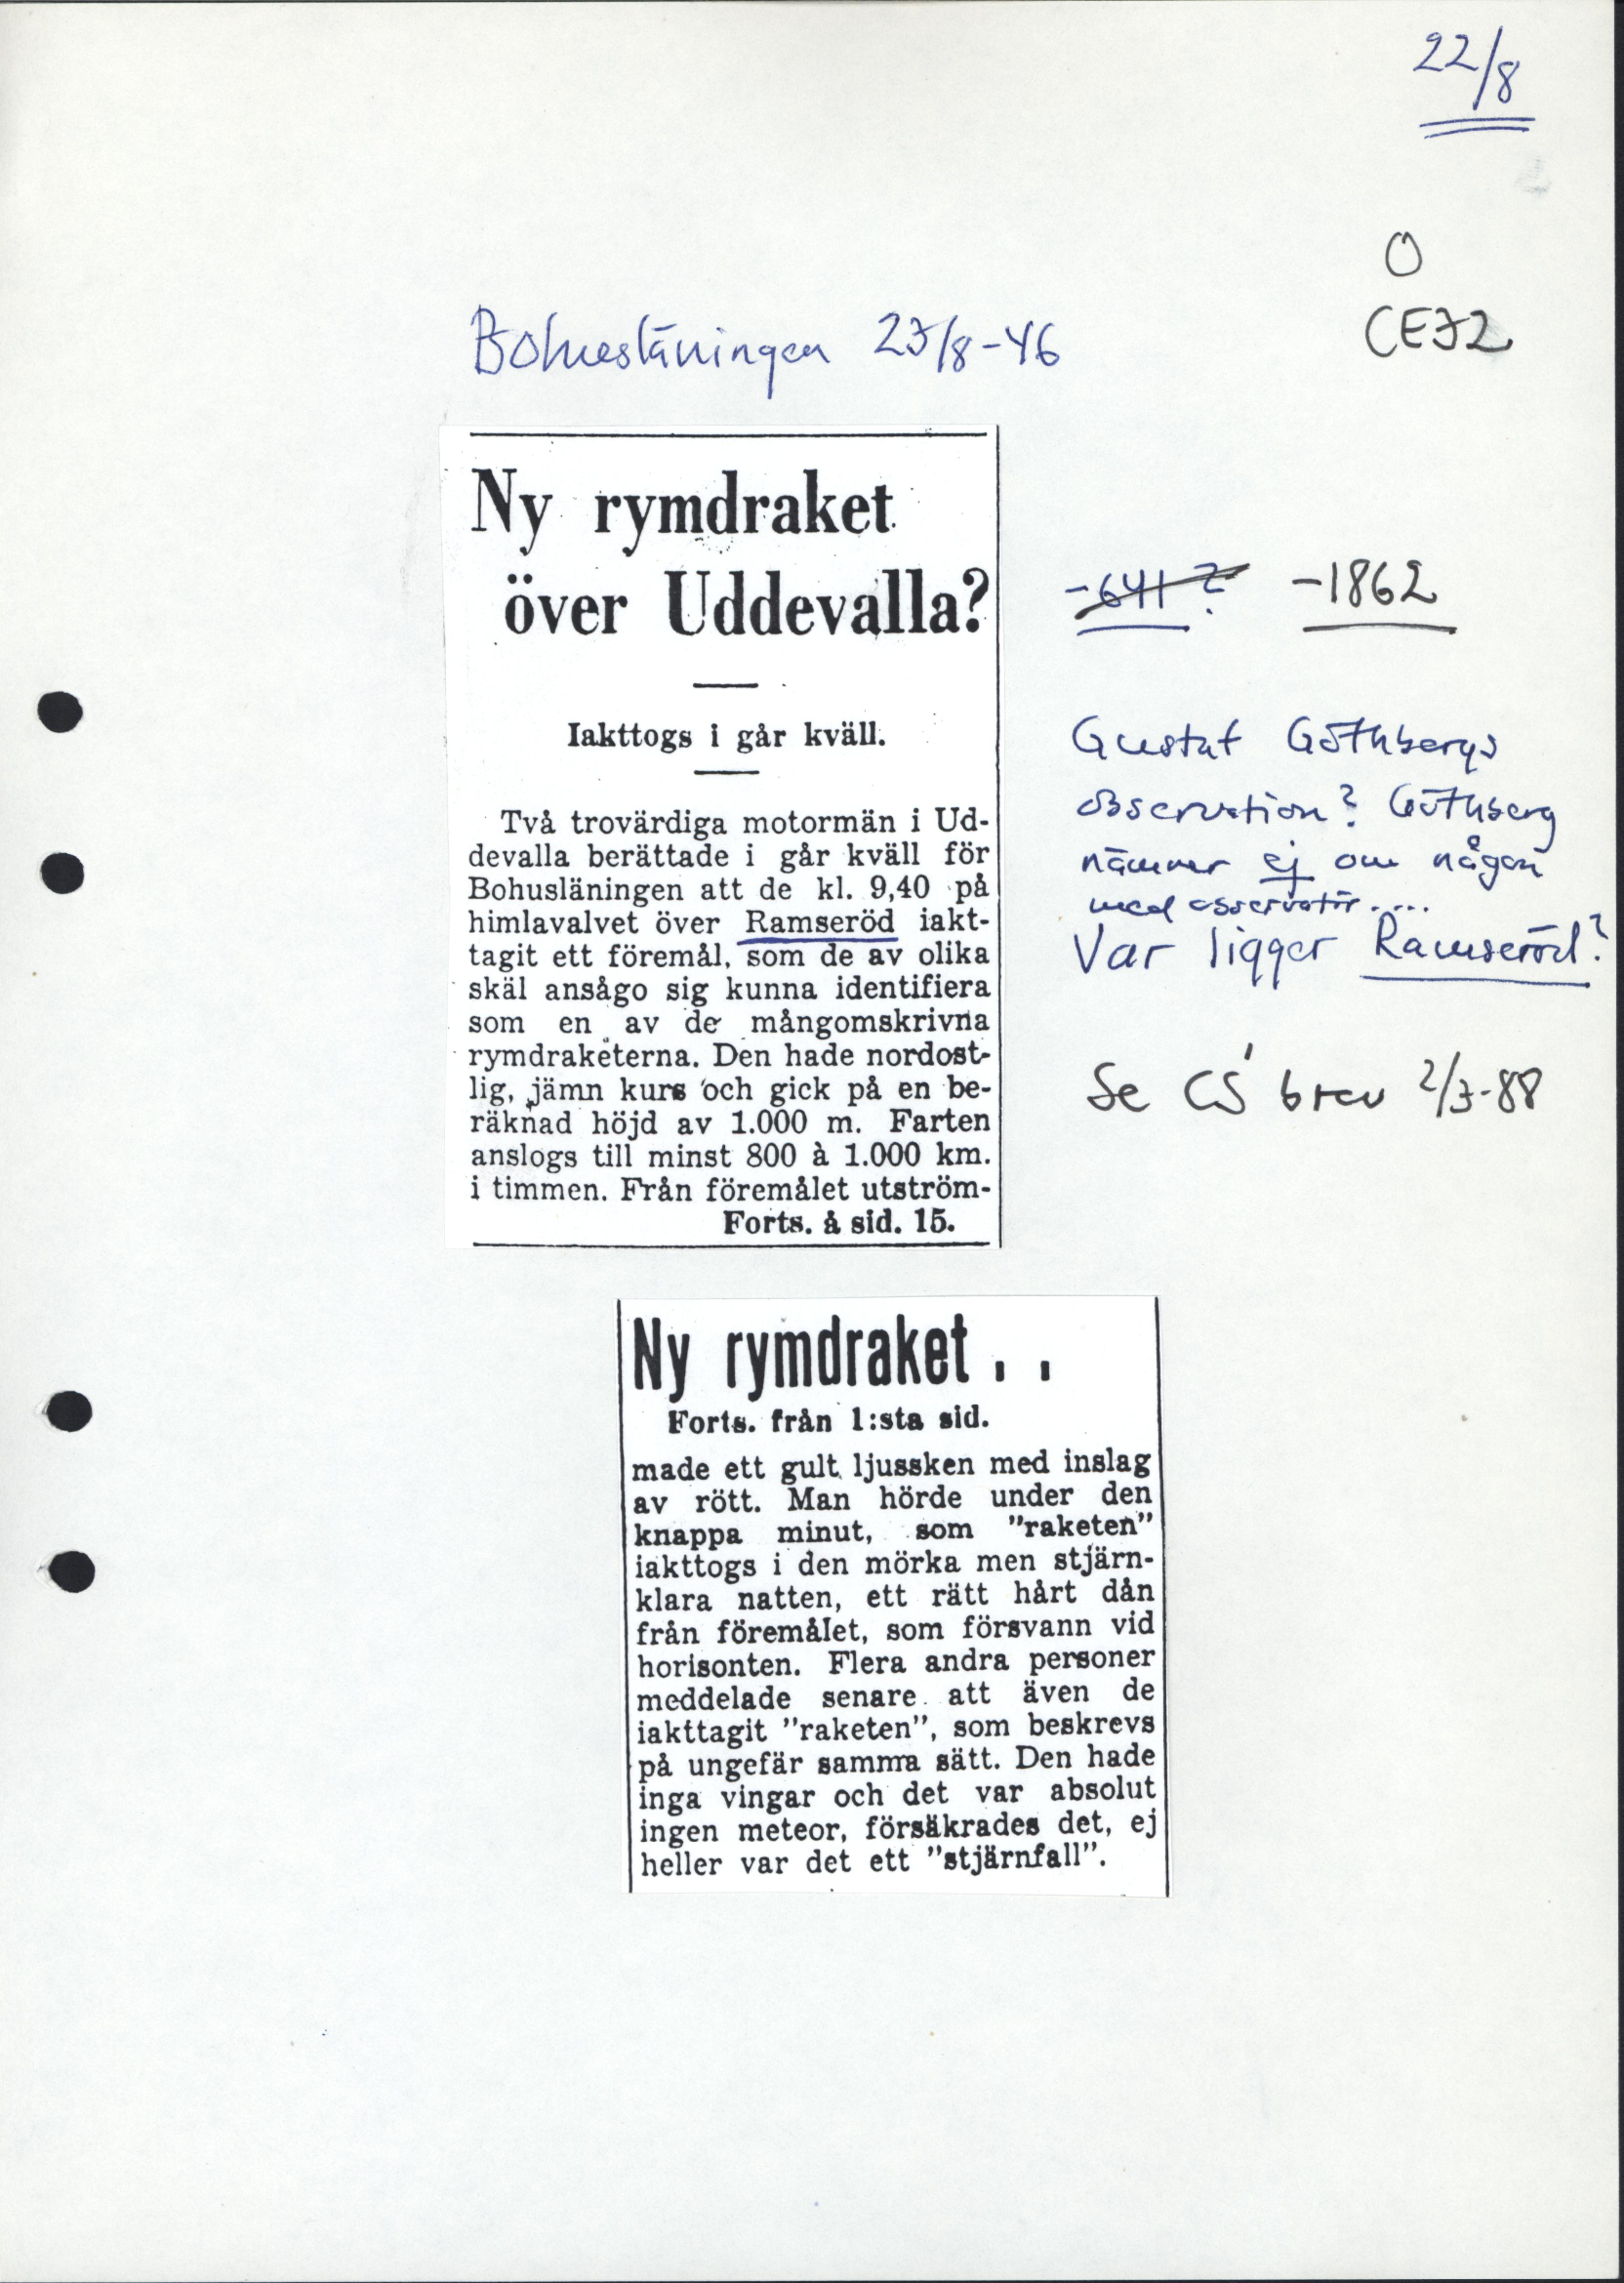 22/8
O
CE32
Bohusläningen 23/8-46
Ny rymdraket
över Uddevalla?
Iakttogs i går kväll.
Två trovärdiga motormän i Ud-
devalla berättade i går kväll för
Bohusläningen att de kl. 9,40 på
himlavalvet över Ramseröd iakt-
tagit ett föremål, som de av olika
skäl ansågo sig kunna identifiera
som en av de mångomskrivna
rymdraketerna. Den hade nordost-
lig, jämn kurs och gick på en be-
räknad höjd av 1.000 m. Farten
anslogs till minst 800 à 1.000 km.
i timmen. Från föremålet utström-
Forts. å sid. 15.
-641? -1862
Gustaf Göthbergs
observation? Göthberg
nämner ej om någon
medobservatör....
Var ligger Ramseröd?
Se CS' brev 2/3-88
Ny rymdraket . .
Forts. från 1:sta sid.
made ett gult ljussken med inslag
av rött. Man hörde under den
knappa minut, som "raketen"
iakttogs i den mörka men stjärn-
klara natten, ett rätt hårt dån
från föremålet, som försvann vid
horisonten. Flera andra personer
meddelade senare att även de
iakttagit "raketen", som beskrevs
på ungefär samma sätt. Den hade
inga vingar och det var absolut
ingen meteor, försäkrades det, ej
heller var det ett "stjärnfall".